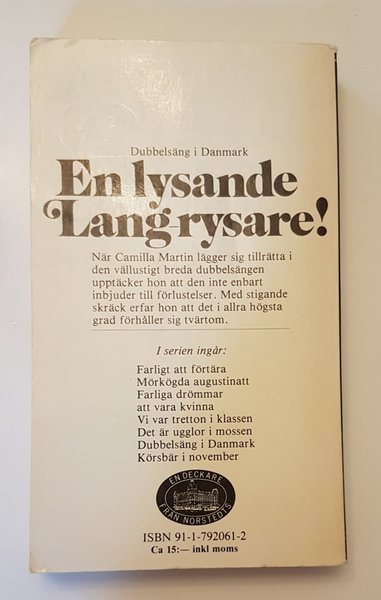 Dubbelsäng i Danmark
En lysande
Lang-rysare!
När Camilla Martin lägger sig tillrätta i
den vällustigt breda dubbelsängen
upptäcker hon att den inte enbart
inbjuder till förlustelser. Med stigande
skräck erfar hon att det i allra högsta
grad förhåller sig tvärtom.
I serien ingår:
Farligt att förtära
Mörkögda augustinatt
Farliga drömmar
att vara kvinna
Vi var tretton i klassen
Det är ugglor i mossen
Dubbelsäng i Danmark
Körsbär i november
EN DECKARE
FRÅN NORSTEDTS
ISBN 91-1-792061-2
Ca 15:— inkl moms